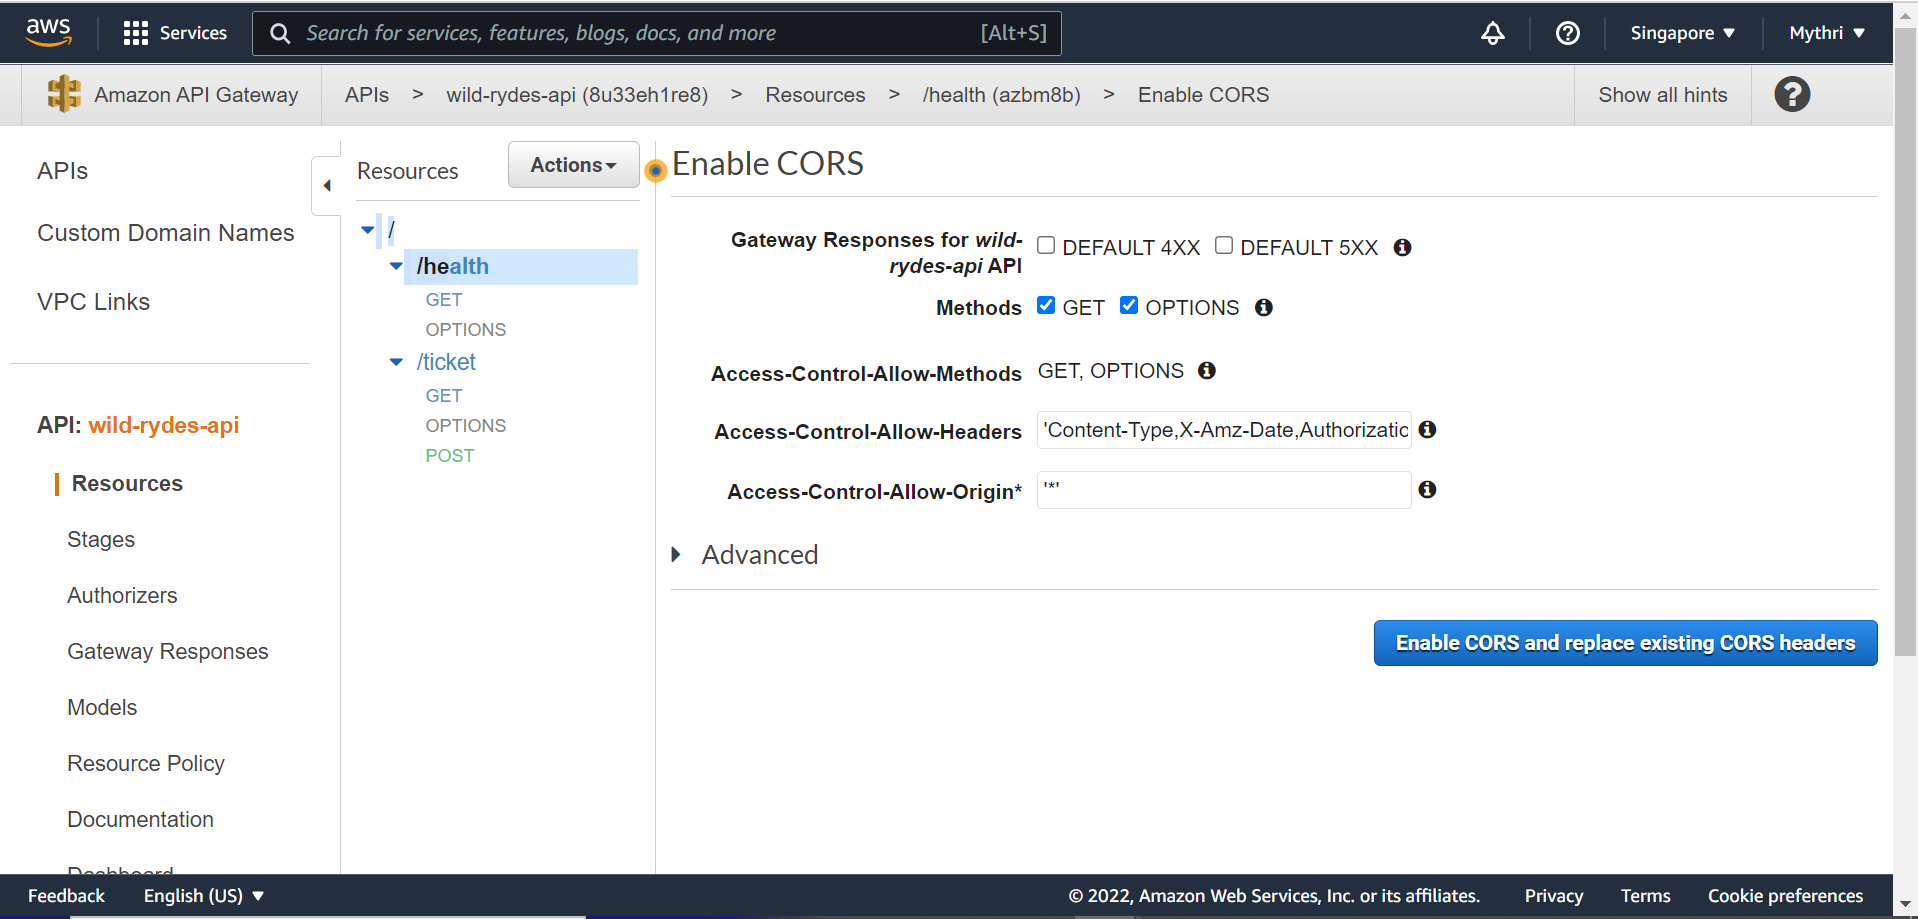 aws
Services
Search for services, features, blogs, docs, and more [Alt+S]
Singapore ▼
Mythri ▼
Amazon API Gateway
APIs > wild-rydes-api (8u33eh1re8) > Resources > /health (azbm8b) > Enable CORS
Show all hints
APIs
Custom Domain Names
VPC Links
API: wild-rydes-api
Resources
Stages
Authorizers
Gateway Responses
Models
Resource Policy
Documentation
Dashboard
Resources
Actions
/
/health
GET
OPTIONS
/ticket
GET
OPTIONS
POST
Enable CORS
Gateway Responses for wild-
rydes-api API
DEFAULT 4XX DEFAULT 5XX
Methods GET OPTIONS
Access-Control-Allow-Methods GET, OPTIONS
Access-Control-Allow-Headers 'Content-Type,X-Amz-Date,Authorizatio
Access-Control-Allow-Origin* '*'
Advanced
Enable CORS and replace existing CORS headers
Feedback English (US) ▼ © 2022, Amazon Web Services, Inc. or its affiliates. Privacy Terms Cookie preferences